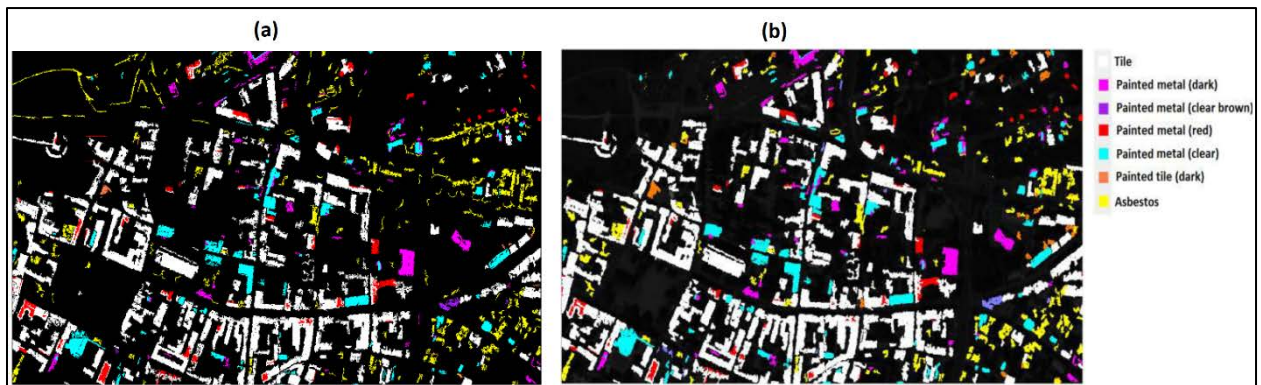 (a)
(b)
Tile
Painted metal (dark)
Painted metal (clear brown)
Painted metal (red)
Painted metal (clear)
Painted tile (dark)
Asbestos